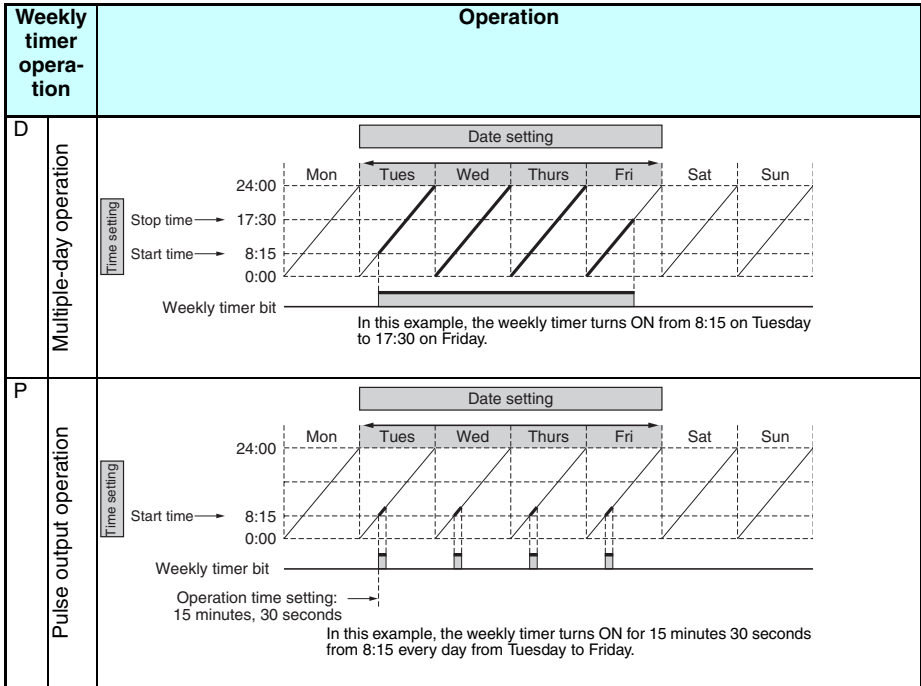 Weekly
timer
opera-
tion
Operation
D
Multiple-day operation
Date setting
Mon Tues Wed Thurs Fri Sat Sun
24:00
Time setting
Stop time 17:30
Start time 8:15
0:00
Weekly timer bit
In this example, the weekly timer turns ON from 8:15 on Tuesday
to 17:30 on Friday.
P
Pulse output operation
Date setting
Mon Tues Wed Thurs Fri Sat Sun
24:00
Time setting
Start time 8:15
0:00
Weekly timer bit
Operation time setting:
15 minutes, 30 seconds
In this example, the weekly timer turns ON for 15 minutes 30 seconds
from 8:15 every day from Tuesday to Friday.